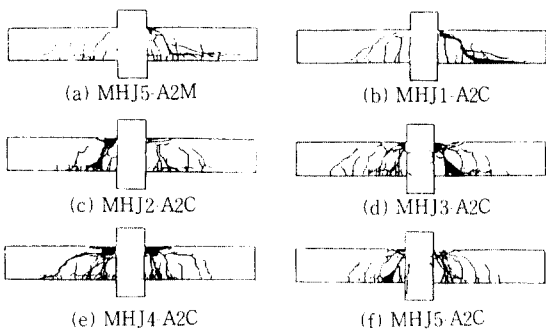 (a) MHJ5-A2M
(b) MHJ1-A2C
(c) MHJ2-A2C
(d) MHJ3-A2C
(e) MHJ4-A2C
(f) MHJ5-A2C